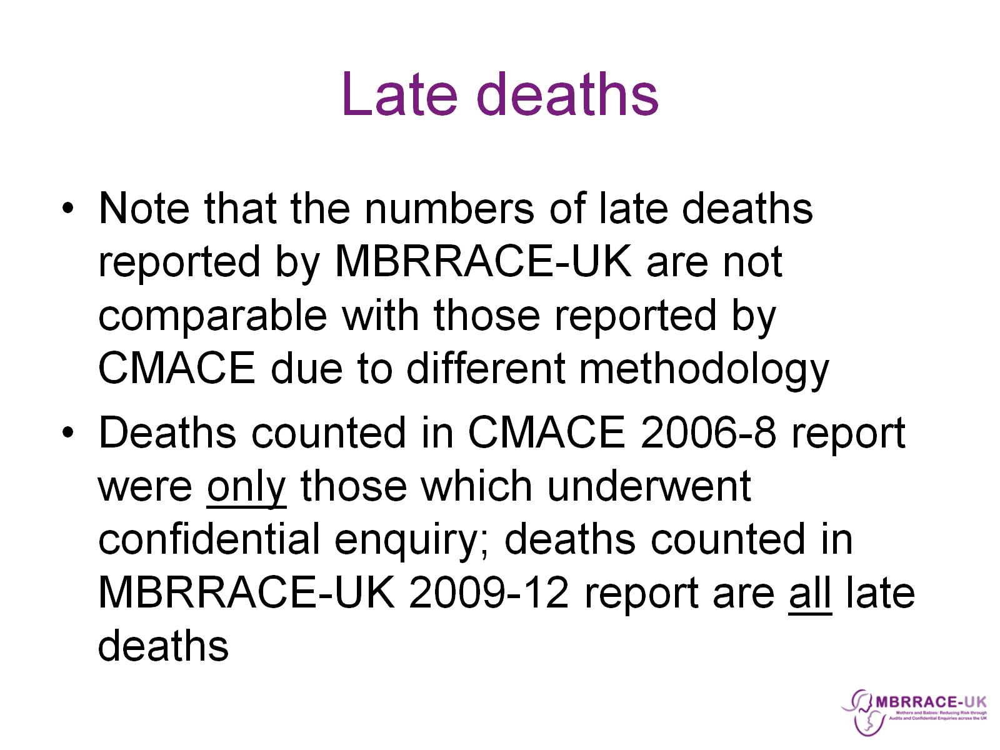 Late deaths
• Note that the numbers of late deaths
reported by MBRRACE-UK are not
comparable with those reported by
CMACE due to different methodology
• Deaths counted in CMACE 2006-8 report
were only those which underwent
confidential enquiry; deaths counted in
MBRRACE-UK 2009-12 report are all late
deaths
MBRRACE-UK
Mothers and Babies: Reducing Risk through
Audits and Confidential Enquiries across the UK